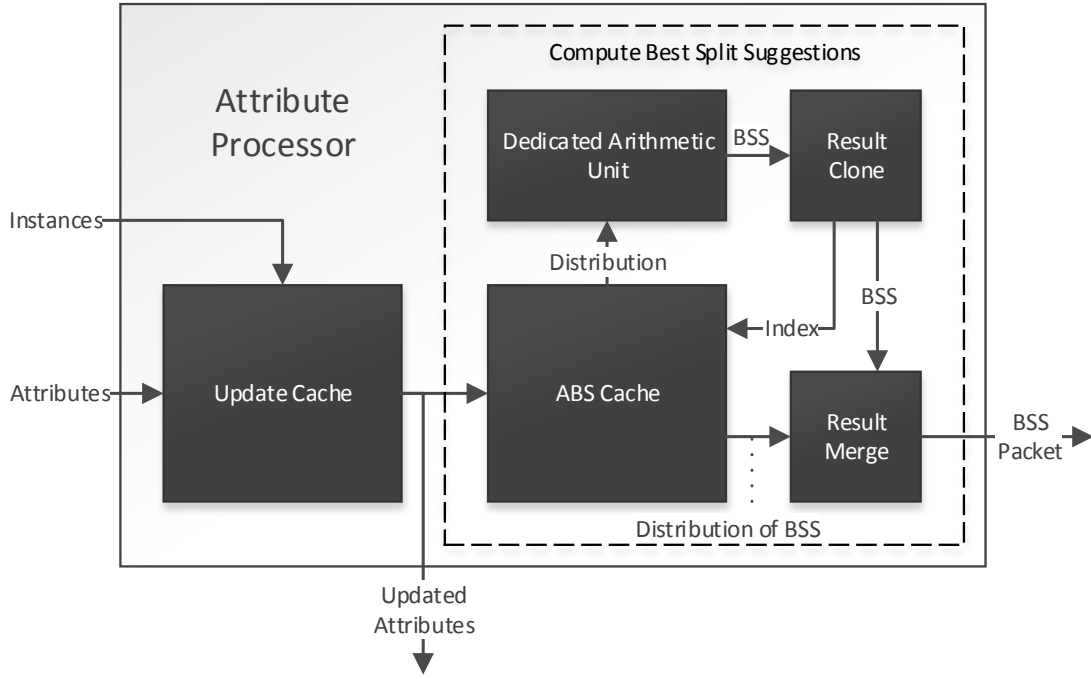 Compute Best Split Suggestions
Attribute
Processor
Dedicated Arithmetic
Unit
BSS
Result
Clone
Instances
Distribution
BSS
Index
Attributes
Update Cache
ABS Cache
Result
Merge
BSS
Packet
Distribution of BSS
Updated
Attributes